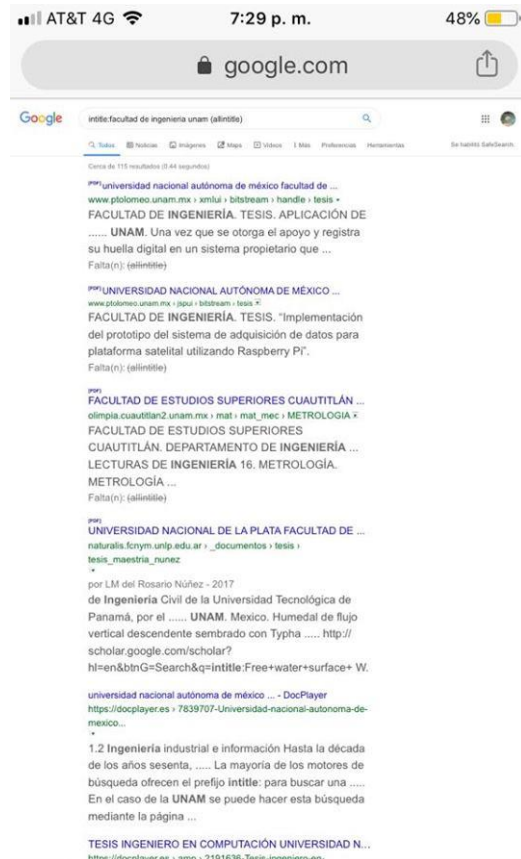 AT&T 4G 7:29 p. m. 48%
google.com
Google intitle:facultad de ingenieria unam (allintitle)
Todos Noticias Imágenes Maps Vídeos Más Preferencias Herramientas Se habilitó SafeSearch.
Cerca de 115 resultados (0.44 segundos)
[PDF] universidad nacional autónoma de méxico facultad de ...
www.ptolomeo.unam.mx › xmlui › bitstream › handle › tesis
FACULTAD DE INGENIERÍA. TESIS. APLICACIÓN DE
...... UNAM. Una vez que se otorga el apoyo y registra
su huella digital en un sistema propietario que ...
Falta(n): (allintitle)
[PDF] UNIVERSIDAD NACIONAL AUTÓNOMA DE MÉXICO ...
www.ptolomeo.unam.mx › jspui › bitstream › tesis
FACULTAD DE INGENIERÍA. TESIS. "Implementación
del prototipo del sistema de adquisición de datos para
plataforma satelital utilizando Raspberry Pi".
Falta(n): (allintitle)
[PDF]
FACULTAD DE ESTUDIOS SUPERIORES CUAUTITLÁN ...
olimpia.cuautitlan2.unam.mx › mat › mat_mec › METROLOGIA
FACULTAD DE ESTUDIOS SUPERIORES
CUAUTITLÁN. DEPARTAMENTO DE INGENIERÍA ...
LECTURAS DE INGENIERÍA 16. METROLOGÍA.
METROLOGÍA ...
Falta(n): (allintitle)
[PDF]
UNIVERSIDAD NACIONAL DE LA PLATA FACULTAD DE ...
naturalis.fcnym.unlp.edu.ar › _documentos › tesis ›
tesis_maestria_nunez
por LM del Rosario Núñez - 2017
de Ingeniería Civil de la Universidad Tecnológica de
Panamá, por el ...... UNAM. Mexico. Humedal de flujo
vertical descendente sembrado con Typha ..... http://
scholar.google.com/scholar?
hl=en&btnG=Search&q=intitle:Free+water+surface+ W.
universidad nacional autónoma de méxico ... - DocPlayer
https://docplayer.es › 7839707-Universidad-nacional-autonoma-de-
mexico...
1.2 Ingeniería industrial e información Hasta la década
de los años sesenta, ..... La mayoría de los motores de
búsqueda ofrecen el prefijo intitle: para buscar una .....
En el caso de la UNAM se puede hacer esta búsqueda
mediante la página ...
TESIS INGENIERO EN COMPUTACIÓN UNIVERSIDAD N...
https://docplayer.es › amp › 2191636-Tesis-ingeniero-en-